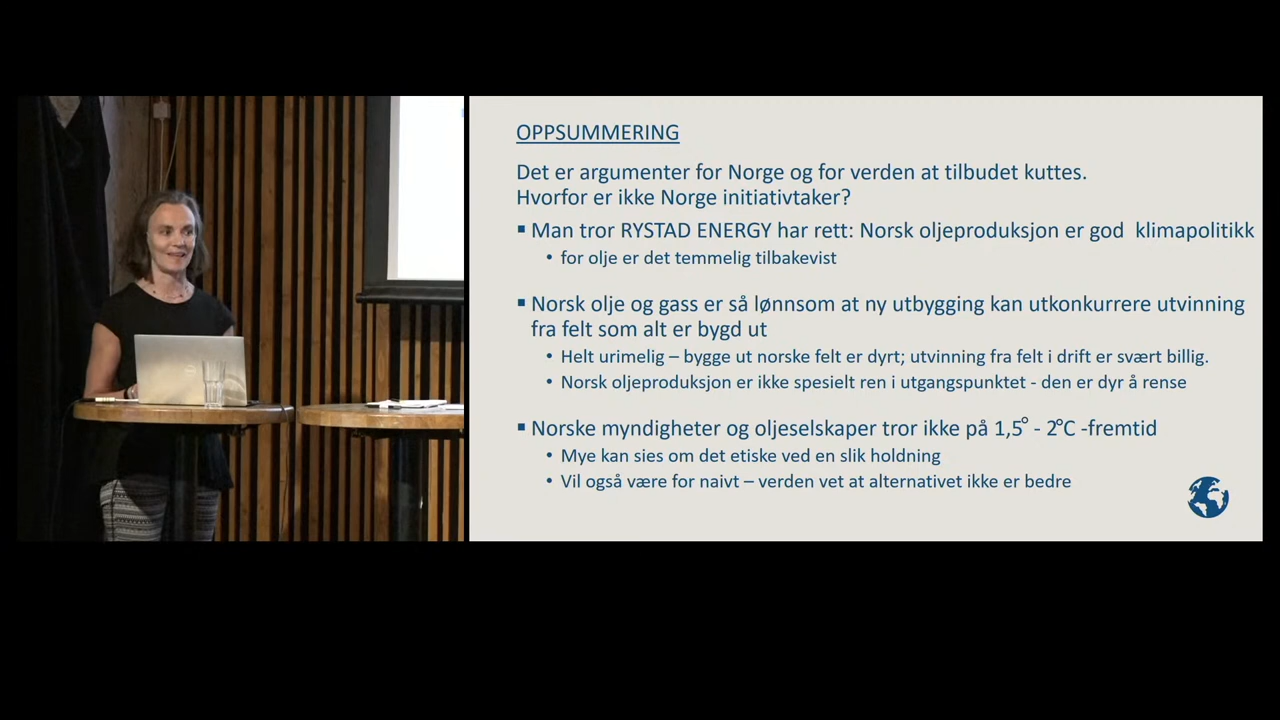 OPPSUMMERING
Det er argumenter for Norge og for verden at tilbudet kuttes.
Hvorfor er ikke Norge initiativtaker?
▪ Man tror RYSTAD ENERGY har rett: Norsk oljeproduksjon er god klimapolitikk
• for olje er det temmelig tilbakevist
▪ Norsk olje og gass er så lønnsom at ny utbygging kan utkonkurrere utvinning
fra felt som alt er bygd ut
• Helt urimelig – bygge ut norske felt er dyrt; utvinning fra felt i drift er svært billig.
• Norsk oljeproduksjon er ikke spesielt ren i utgangspunktet - den er dyr å rense
▪ Norske myndigheter og oljeselskaper tror ikke på 1,5° - 2°C -fremtid
• Mye kan sies om det etiske ved en slik holdning
• Vil også være for naivt – verden vet at alternativet ikke er bedre